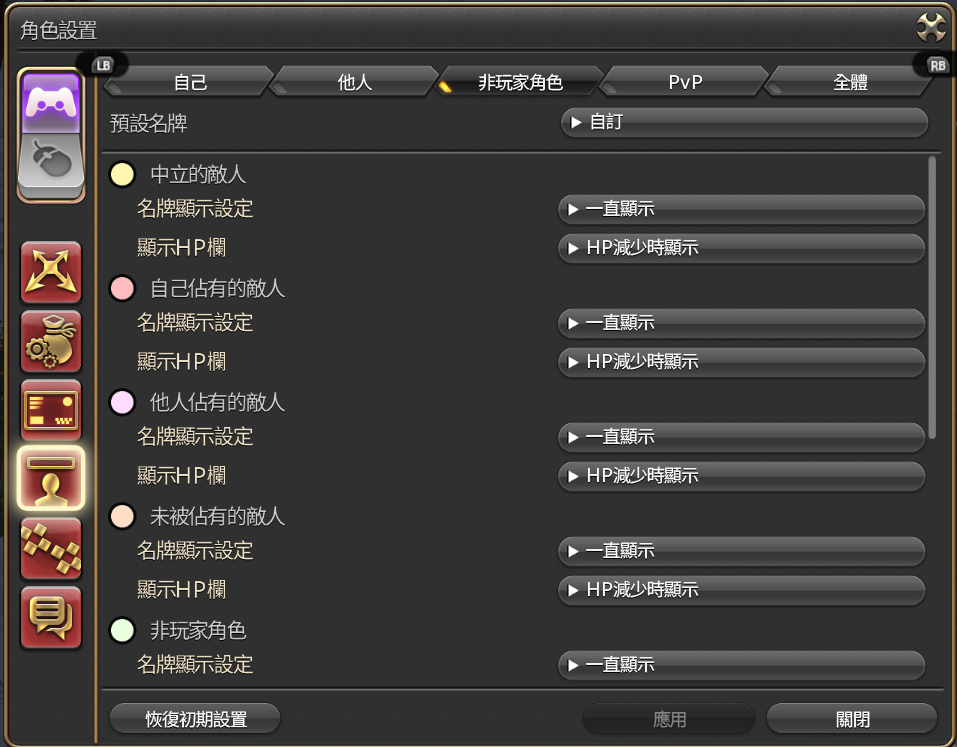 角色設置
LB
自己
他人
非玩家角色
PvP
全體
RB
預設名牌
▶ 自訂
中立的敵人
名牌顯示設定
▶ 一直顯示
顯示HP欄
▶ HP減少時顯示
自己佔有的敵人
名牌顯示設定
▶ 一直顯示
顯示HP欄
▶ HP減少時顯示
他人佔有的敵人
名牌顯示設定
▶ 一直顯示
顯示HP欄
▶ HP減少時顯示
未被佔有的敵人
名牌顯示設定
▶ 一直顯示
顯示HP欄
▶ HP減少時顯示
非玩家角色
名牌顯示設定
▶ 一直顯示
恢復初期設置
應用
關閉